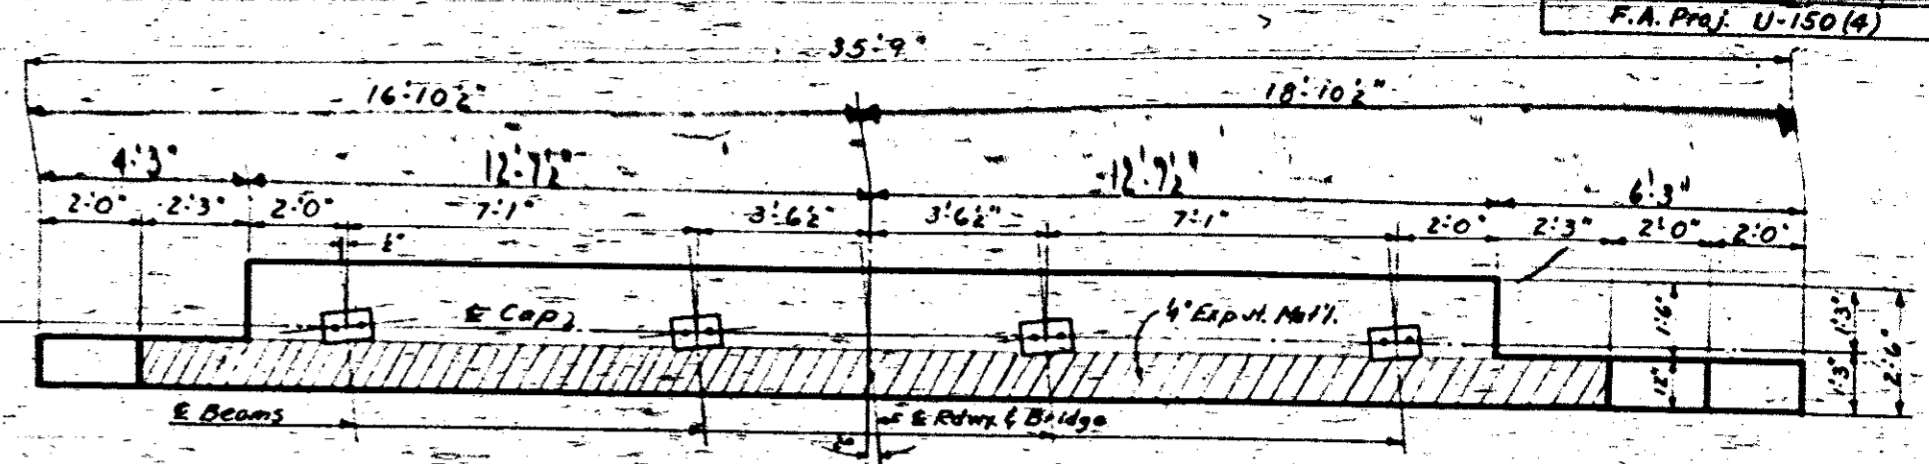 F.A. Proj. U-150(4)
35'-9"
16'-10½" 18'-10½"
4'-3" 12'-7½" 12'-7½" 6'-3"
2'-0" 2'-3" 2'-0" 7'-1" 3'-6½" 3'-6½" 7'-1" 2'-0" 2'-3" 2'-0" 2'-0"
½"
℄ Cap
¼" Exp. Jt. Mat'l.
1'-6" 1'-3"
12" 1'-3" 2'-6"
℄ Beams
℄ Rdwy & Bridge